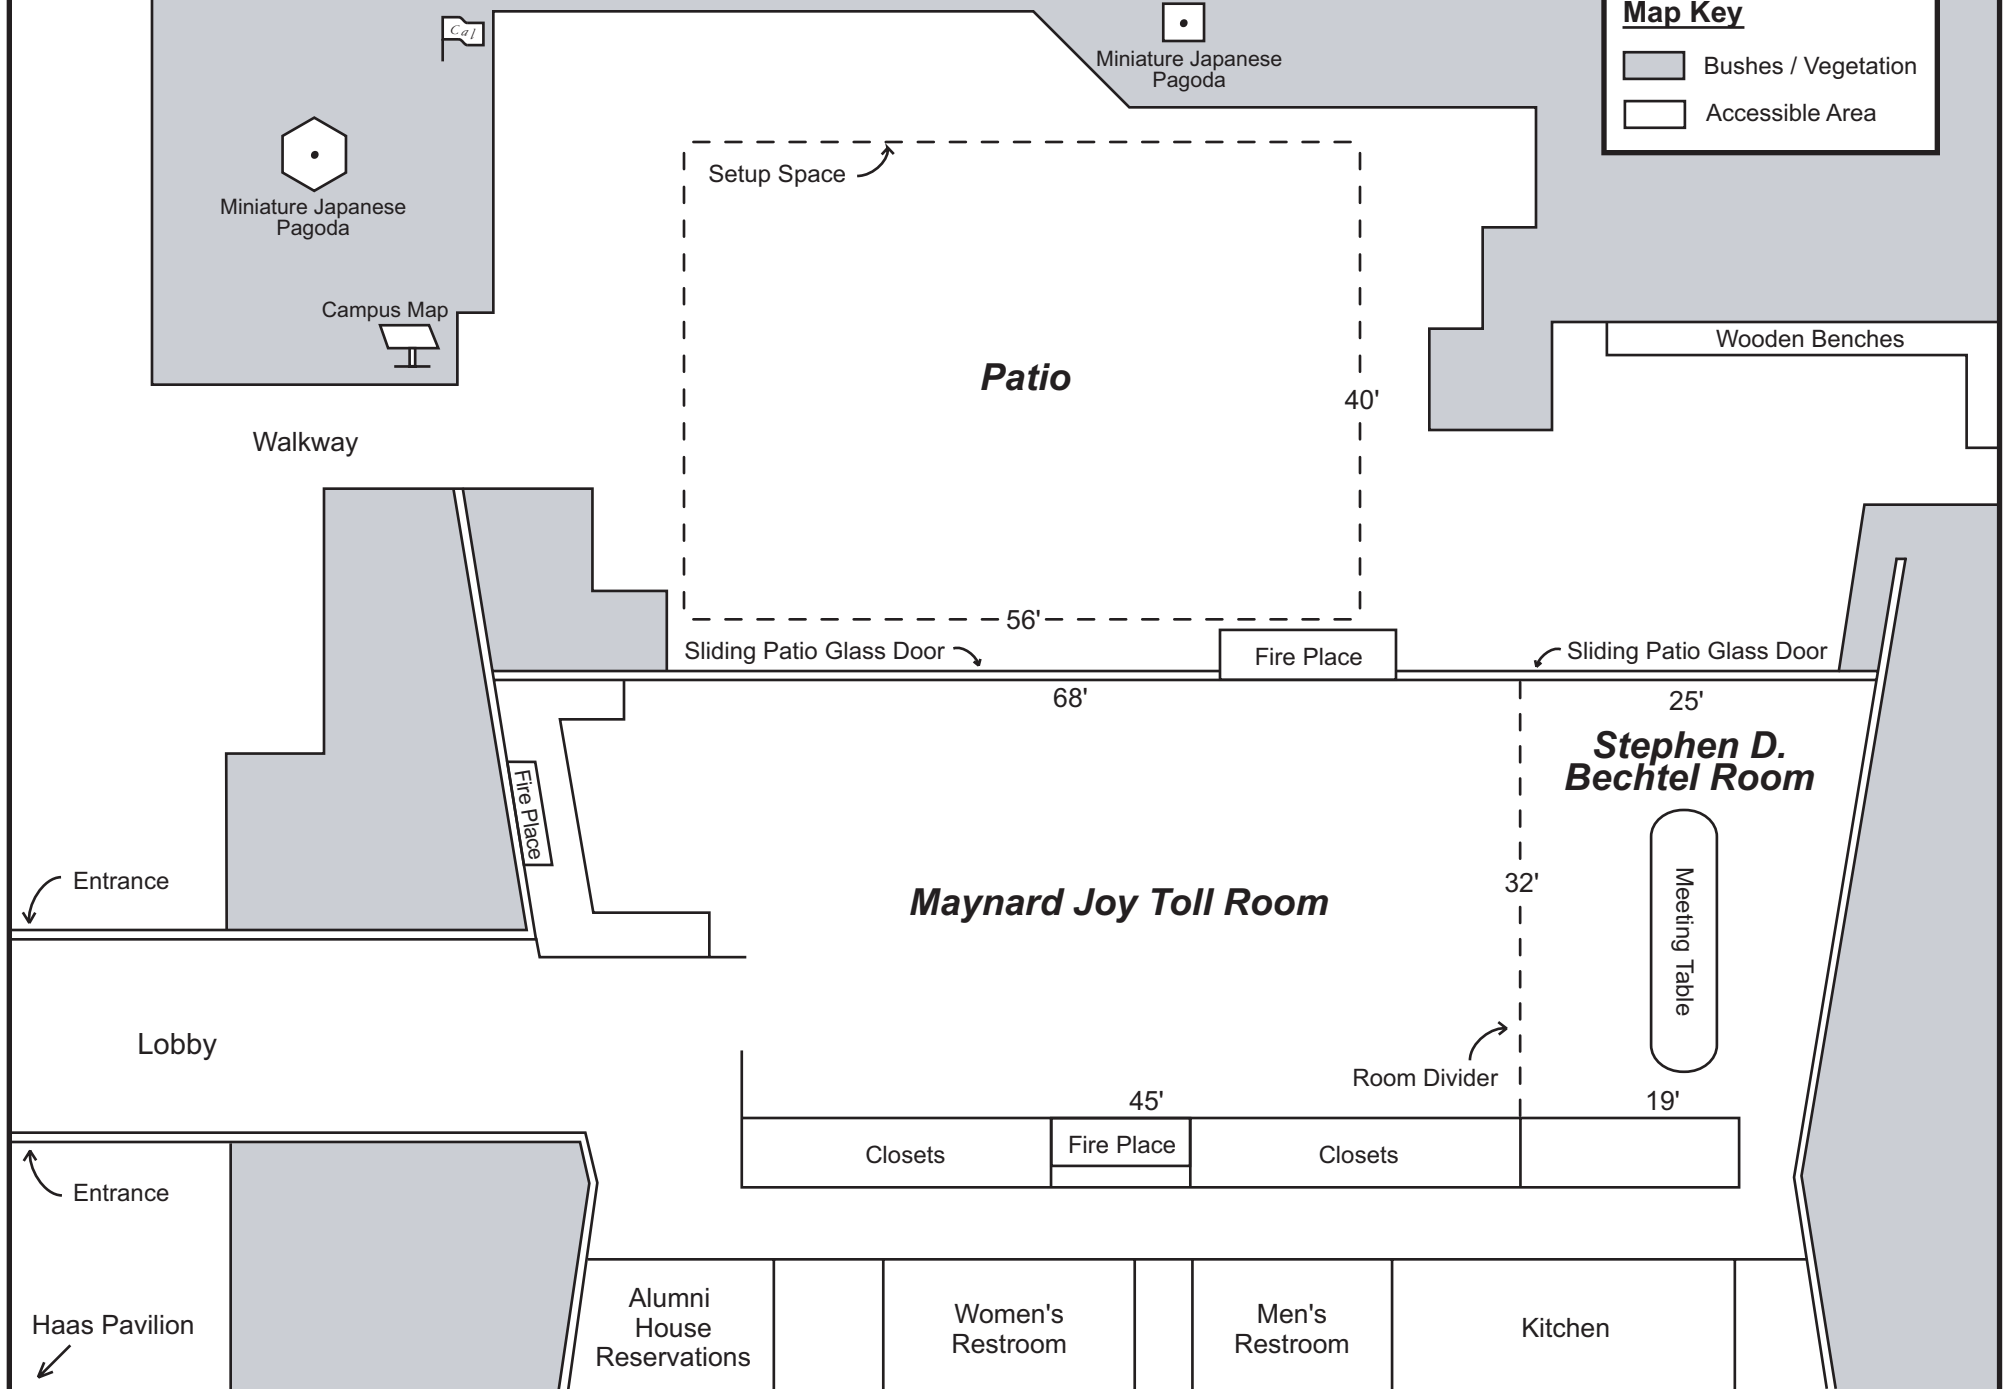 Map Key
Bushes / Vegetation
Accessible Area
Cal
Miniature Japanese
Pagoda
Miniature Japanese
Pagoda
Setup Space
Campus Map
Wooden Benches
Patio
40'
Walkway
56'
Sliding Patio Glass Door
Fire Place
Sliding Patio Glass Door
68'
25'
Stephen D.
Bechtel Room
Fire Place
Entrance
Maynard Joy Toll Room
32'
Meeting Table
Lobby
Room Divider
45'
19'
Closets
Fire Place
Closets
Entrance
Haas Pavilion
Alumni
House
Reservations
Women's
Restroom
Men's
Restroom
Kitchen